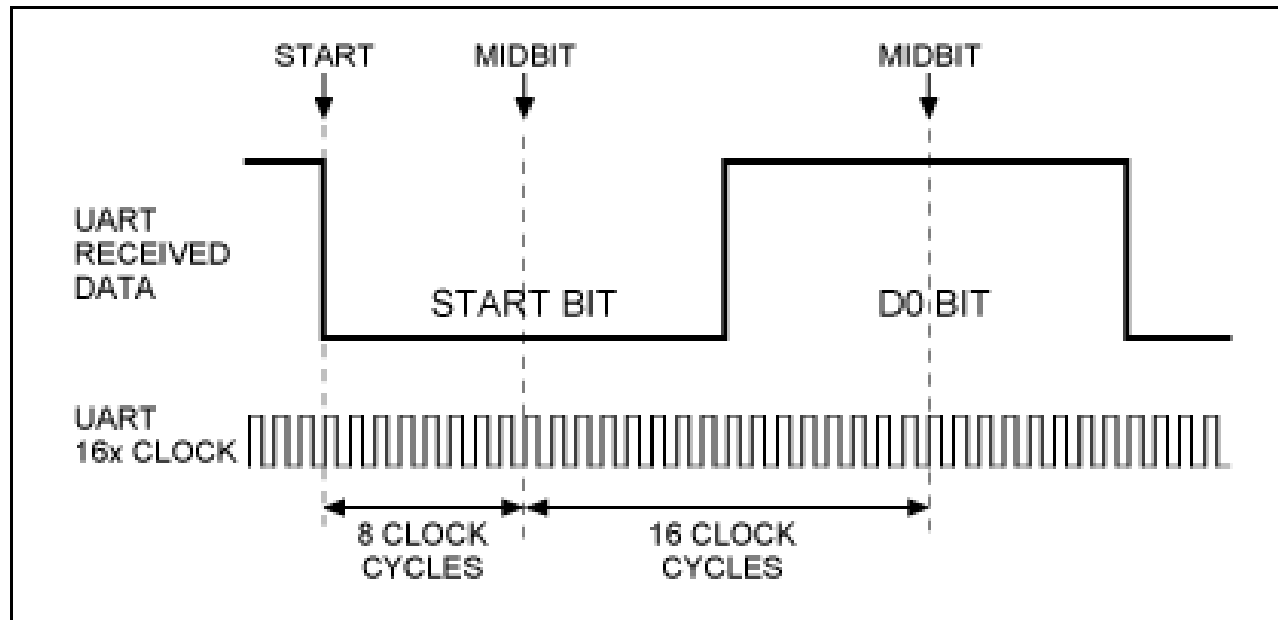 START
MIDBIT
MIDBIT
UART
RECEIVED
DATA
START BIT
D0 BIT
UART
16x CLOCK
8 CLOCK
CYCLES
16 CLOCK
CYCLES